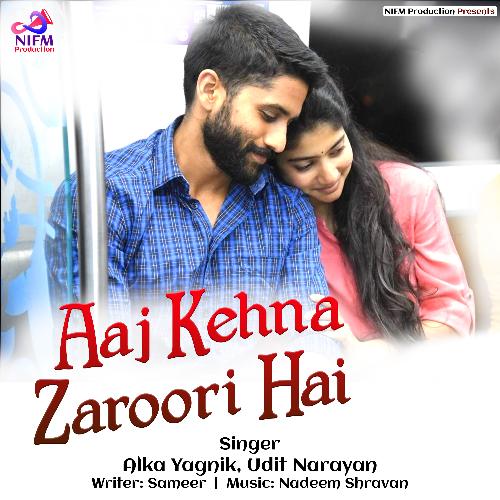 NIFM
Production
NIFM Production Presents
Aaj Kehna
Zaroori Hai
Singer
Alka Yagnik, Udit Narayan
Writer: Sameer | Music: Nadeem Shravan